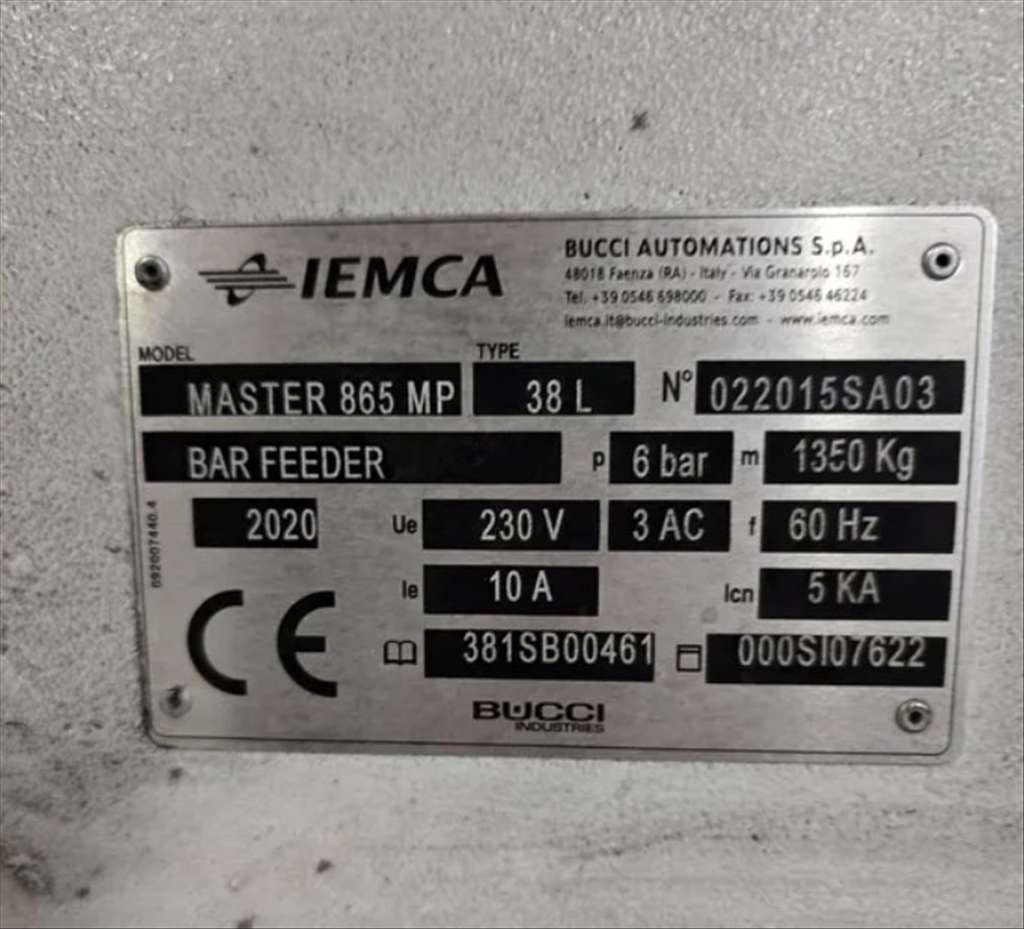 IEMCA
BUCCI AUTOMATIONS S.p.A.
48018 Faenza (RA) - Italy - Via Granarolo 167
Tel. +39 0546 698000 - Fax: +39 0546 46224
iemca.it@bucci-industries.com - www.iemca.com
MODEL TYPE
MASTER 865 MP 38 L N° 022015SA03
BAR FEEDER p 6 bar m 1350 Kg
2020 Ue 230 V 3 AC f 60 Hz
Ie 10 A Icn 5 KA
381SB00461 000SI07622
092007440.4
CE
BUCCI
INDUSTRIES